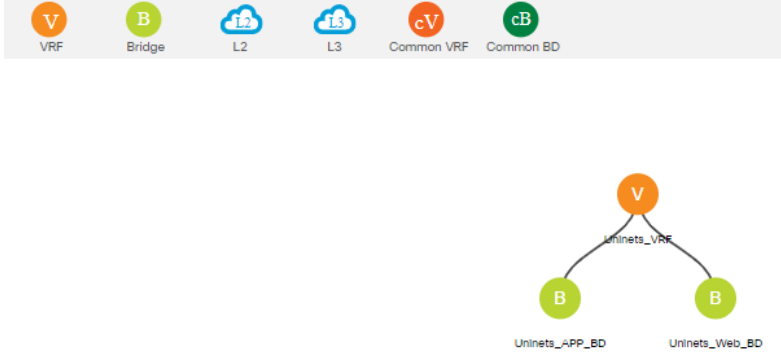 V B L2 L3 cV cB
VRF Bridge L2 L3 Common VRF Common BD
V
Uninets_VRF
B B
Uninets_APP_BD Uninets_Web_BD